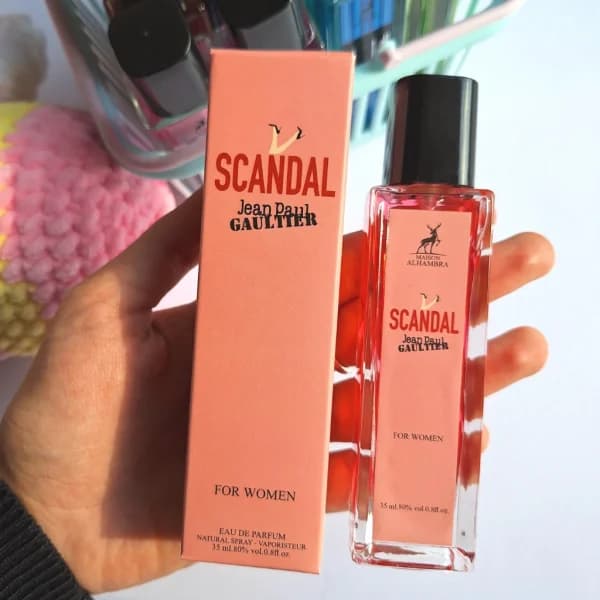 SCANDAL
Jean Paul
GAULTIER
FOR WOMEN
EAU DE PARFUM
NATURAL SPRAY - VAPORISTEUR
35 ml.80% vol.0.8fl oz.
MAISON
ALHAMBRA
SCANDAL
Jean Paul
GAULTIER
FOR WOMEN
35 ml.80% vol.0.8fl oz.